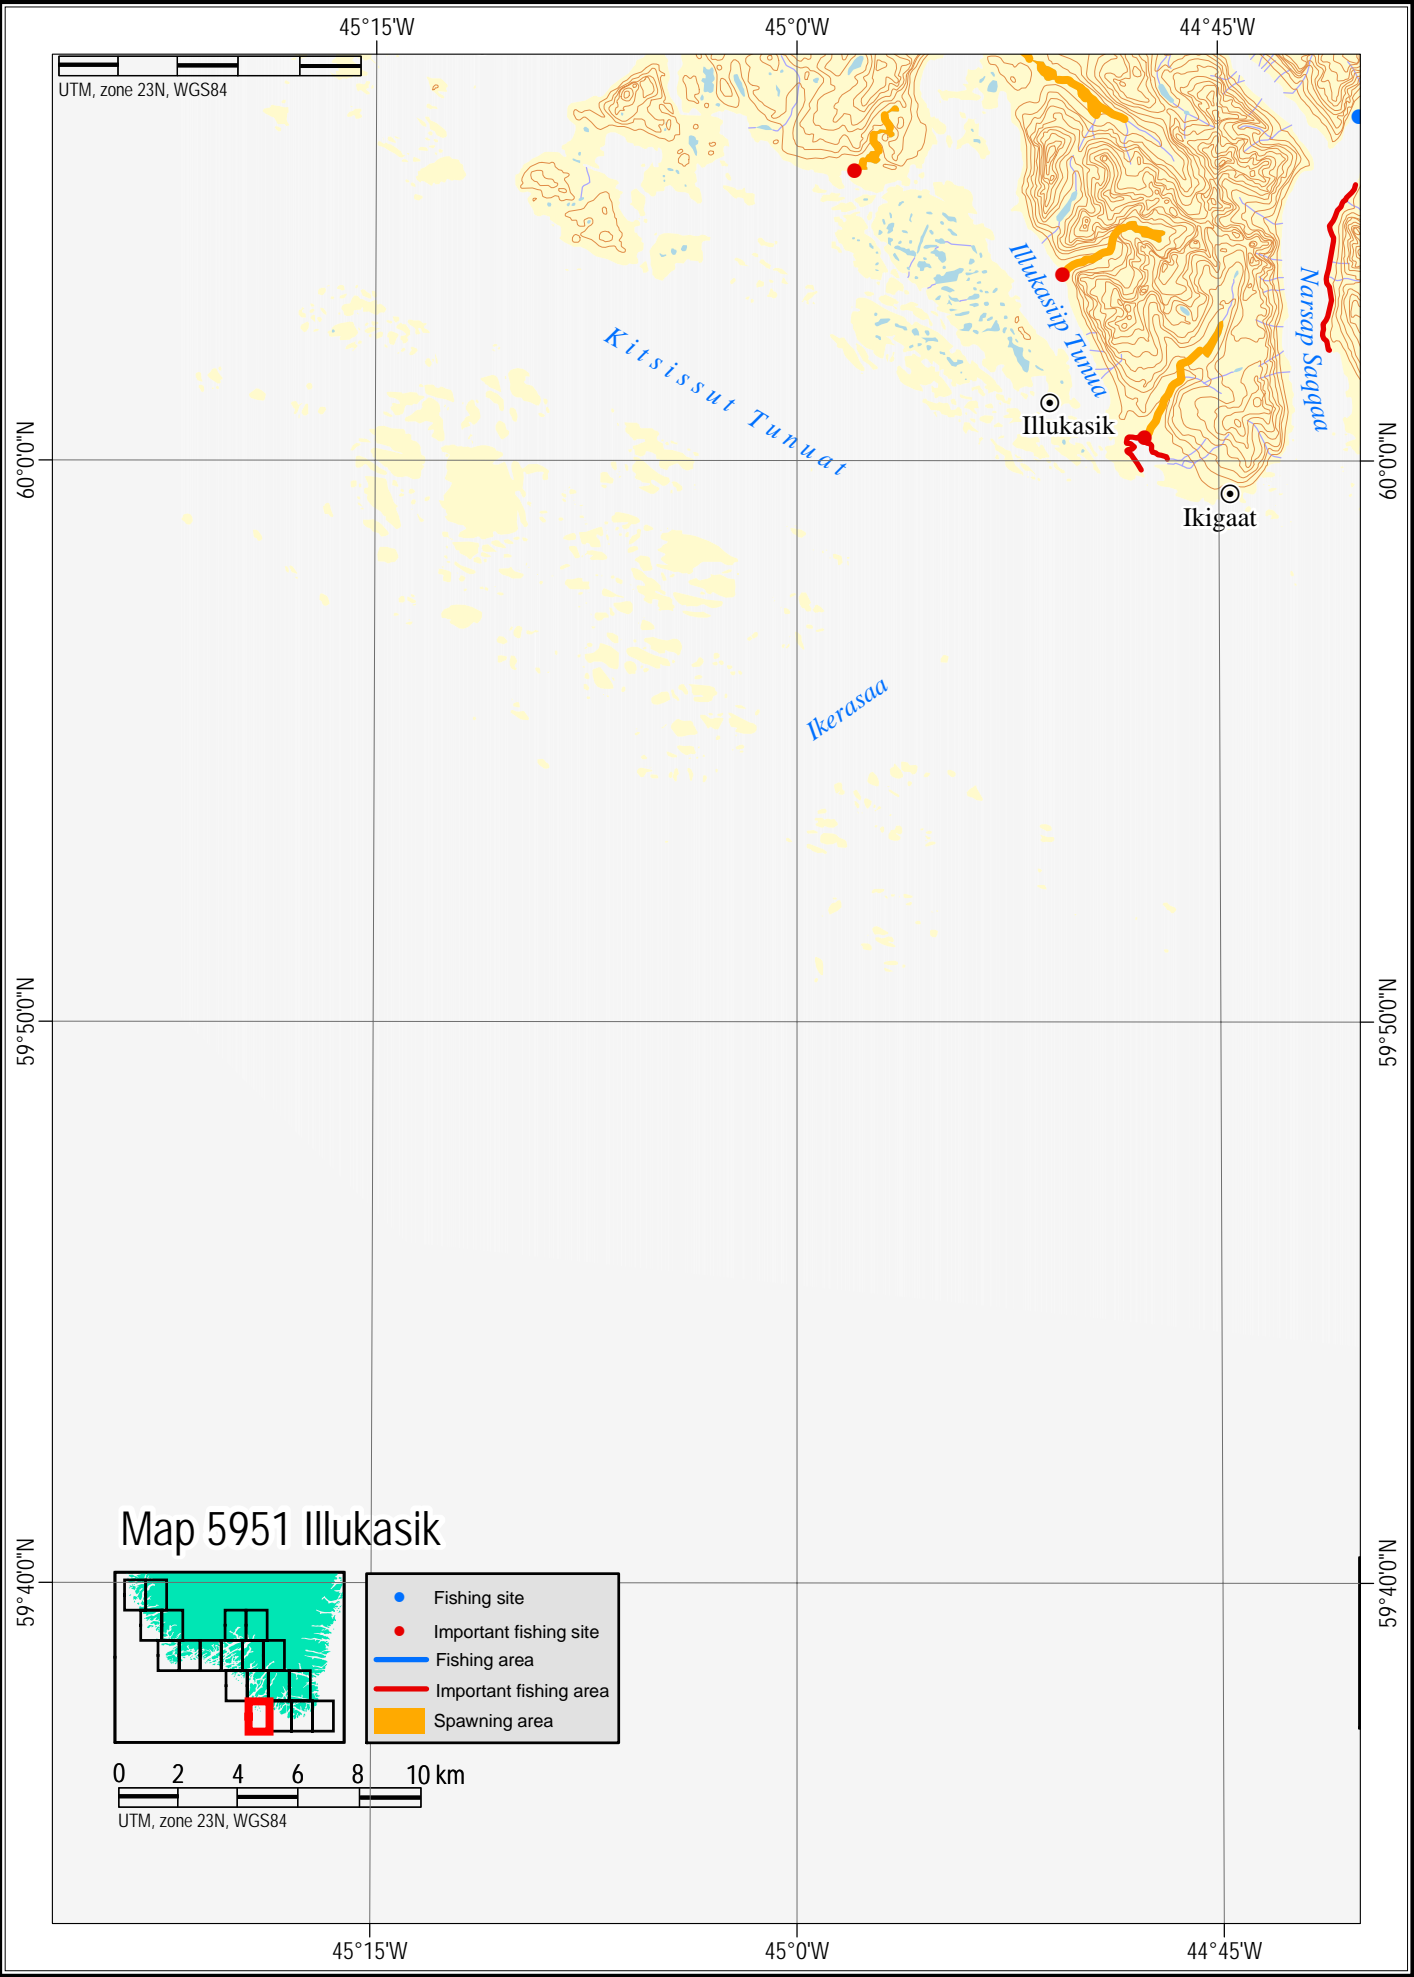 45°15'W
45°0'W
44°45'W
UTM, zone 23N, WGS84
Illukasiip Tunua
Narsap Saqqaa
Kitsissut Tunuat
Illukasik
60°0'0"N
60°0'0"N
Ikigaat
Ikerasaa
59°50'0"N
59°50'0"N
Map 5951 Illukasik
59°40'0"N
59°40'0"N
Fishing site
Important fishing site
Fishing area
Important fishing area
Spawning area
0 2 4 6 8 10 km
UTM, zone 23N, WGS84
45°15'W
45°0'W
44°45'W